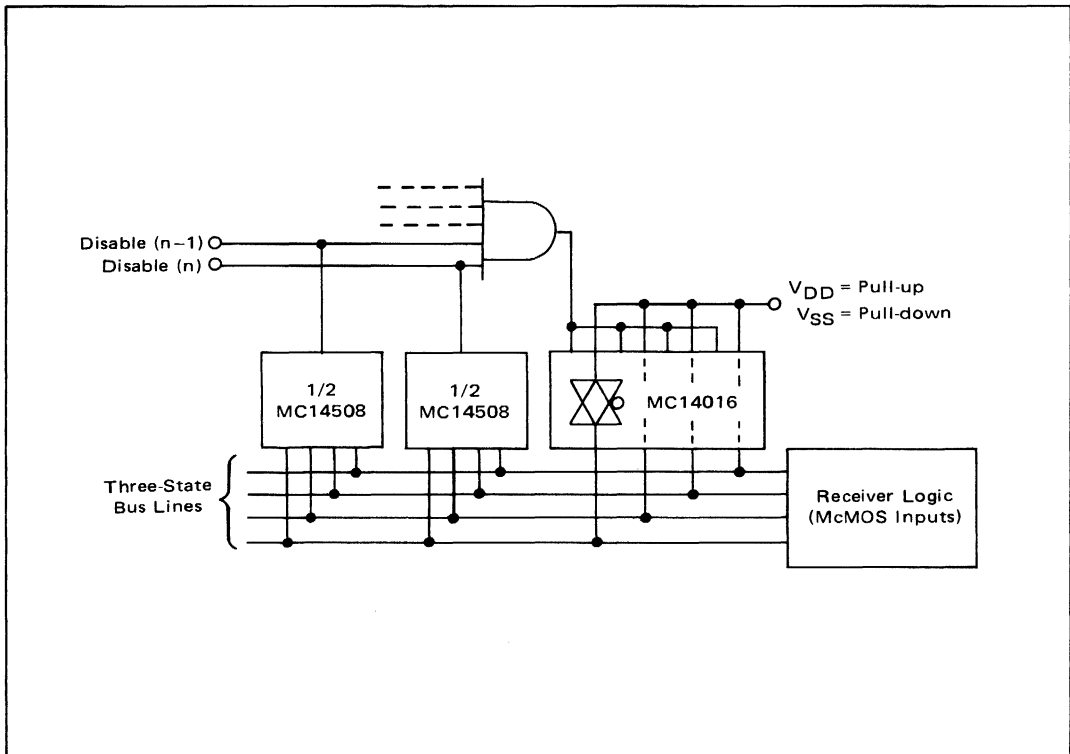 Disable (n-1)
Disable (n)
VDD = Pull-up
VSS = Pull-down
1/2
MC14508
1/2
MC14508
MC14016
Three-State
Bus Lines
Receiver Logic
(McMOS Inputs)